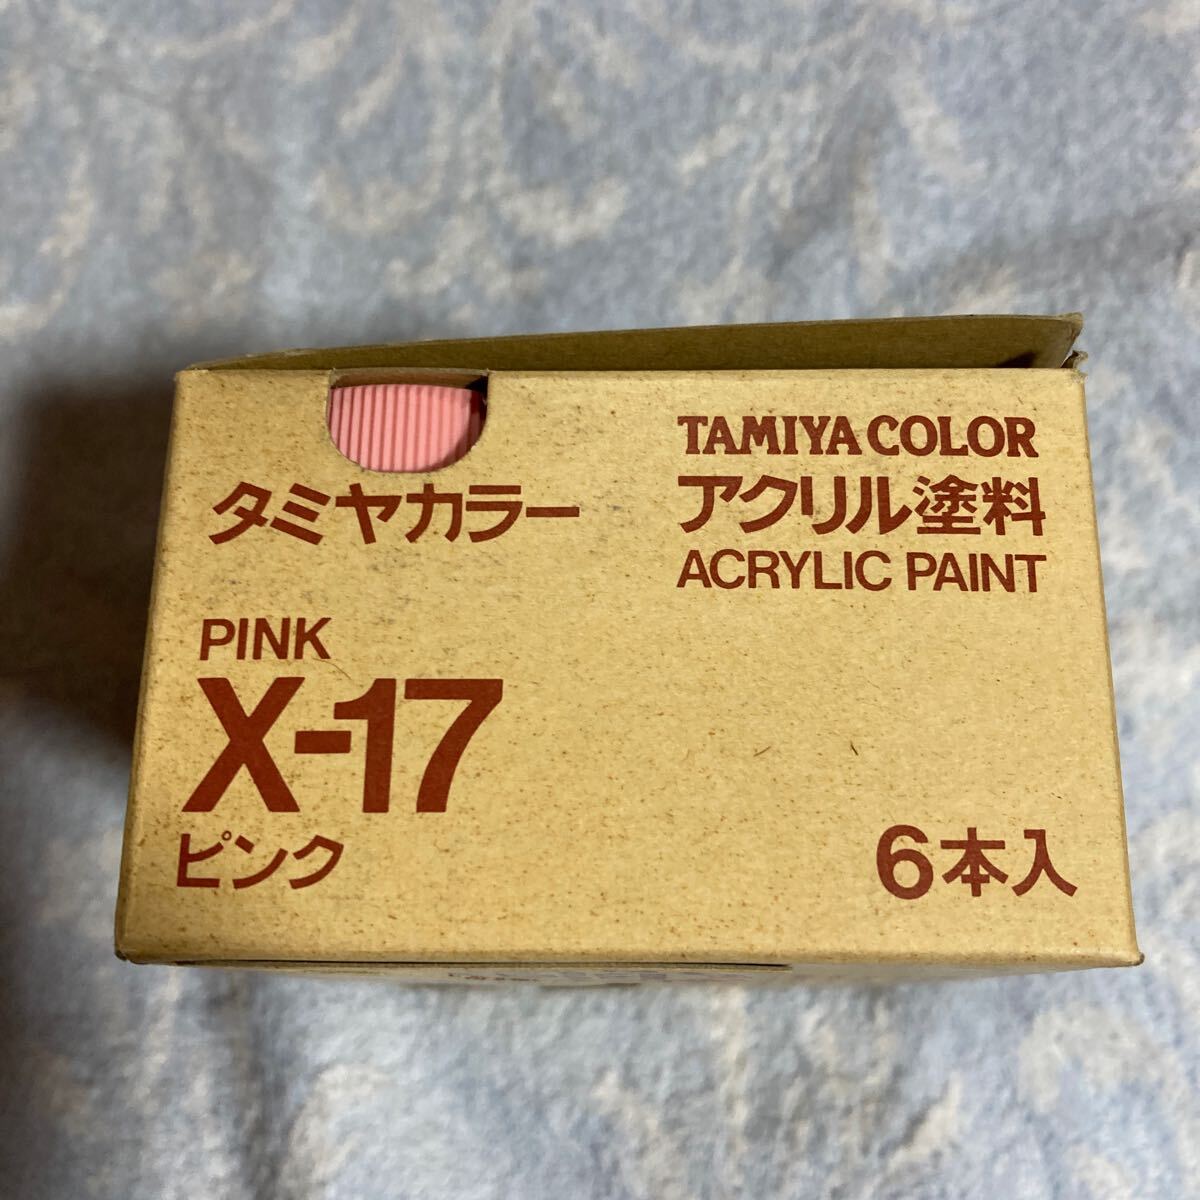 TAMIYA COLOR
タミヤカラー
アクリル塗料
ACRYLIC PAINT
PINK
X-17
ピンク
6本入